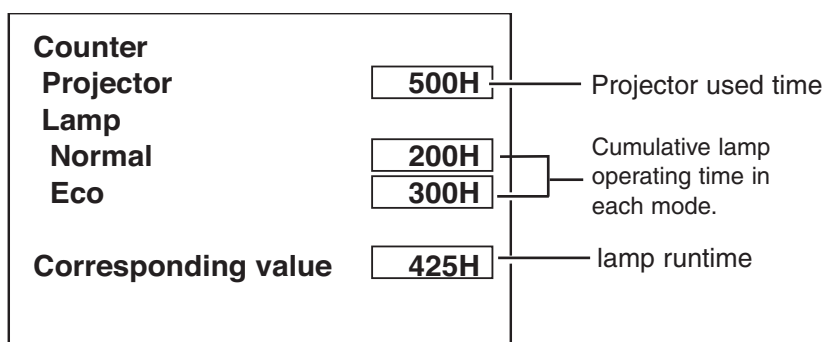 Counter
Projector 500H Projector used time
Lamp
Normal 200H
Eco 300H
Cumulative lamp
operating time in
each mode.
Corresponding value 425H lamp runtime